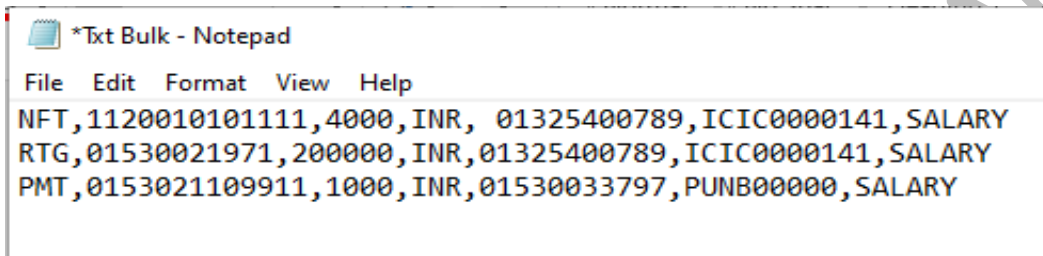 *Txt Bulk - Notepad
File Edit Format View Help
NFT,1120010101111,4000,INR, 01325400789,ICIC0000141,SALARY
RTG,01530021971,200000,INR,01325400789,ICIC0000141,SALARY
PMT,0153021109911,1000,INR,01530033797,PUNB00000,SALARY